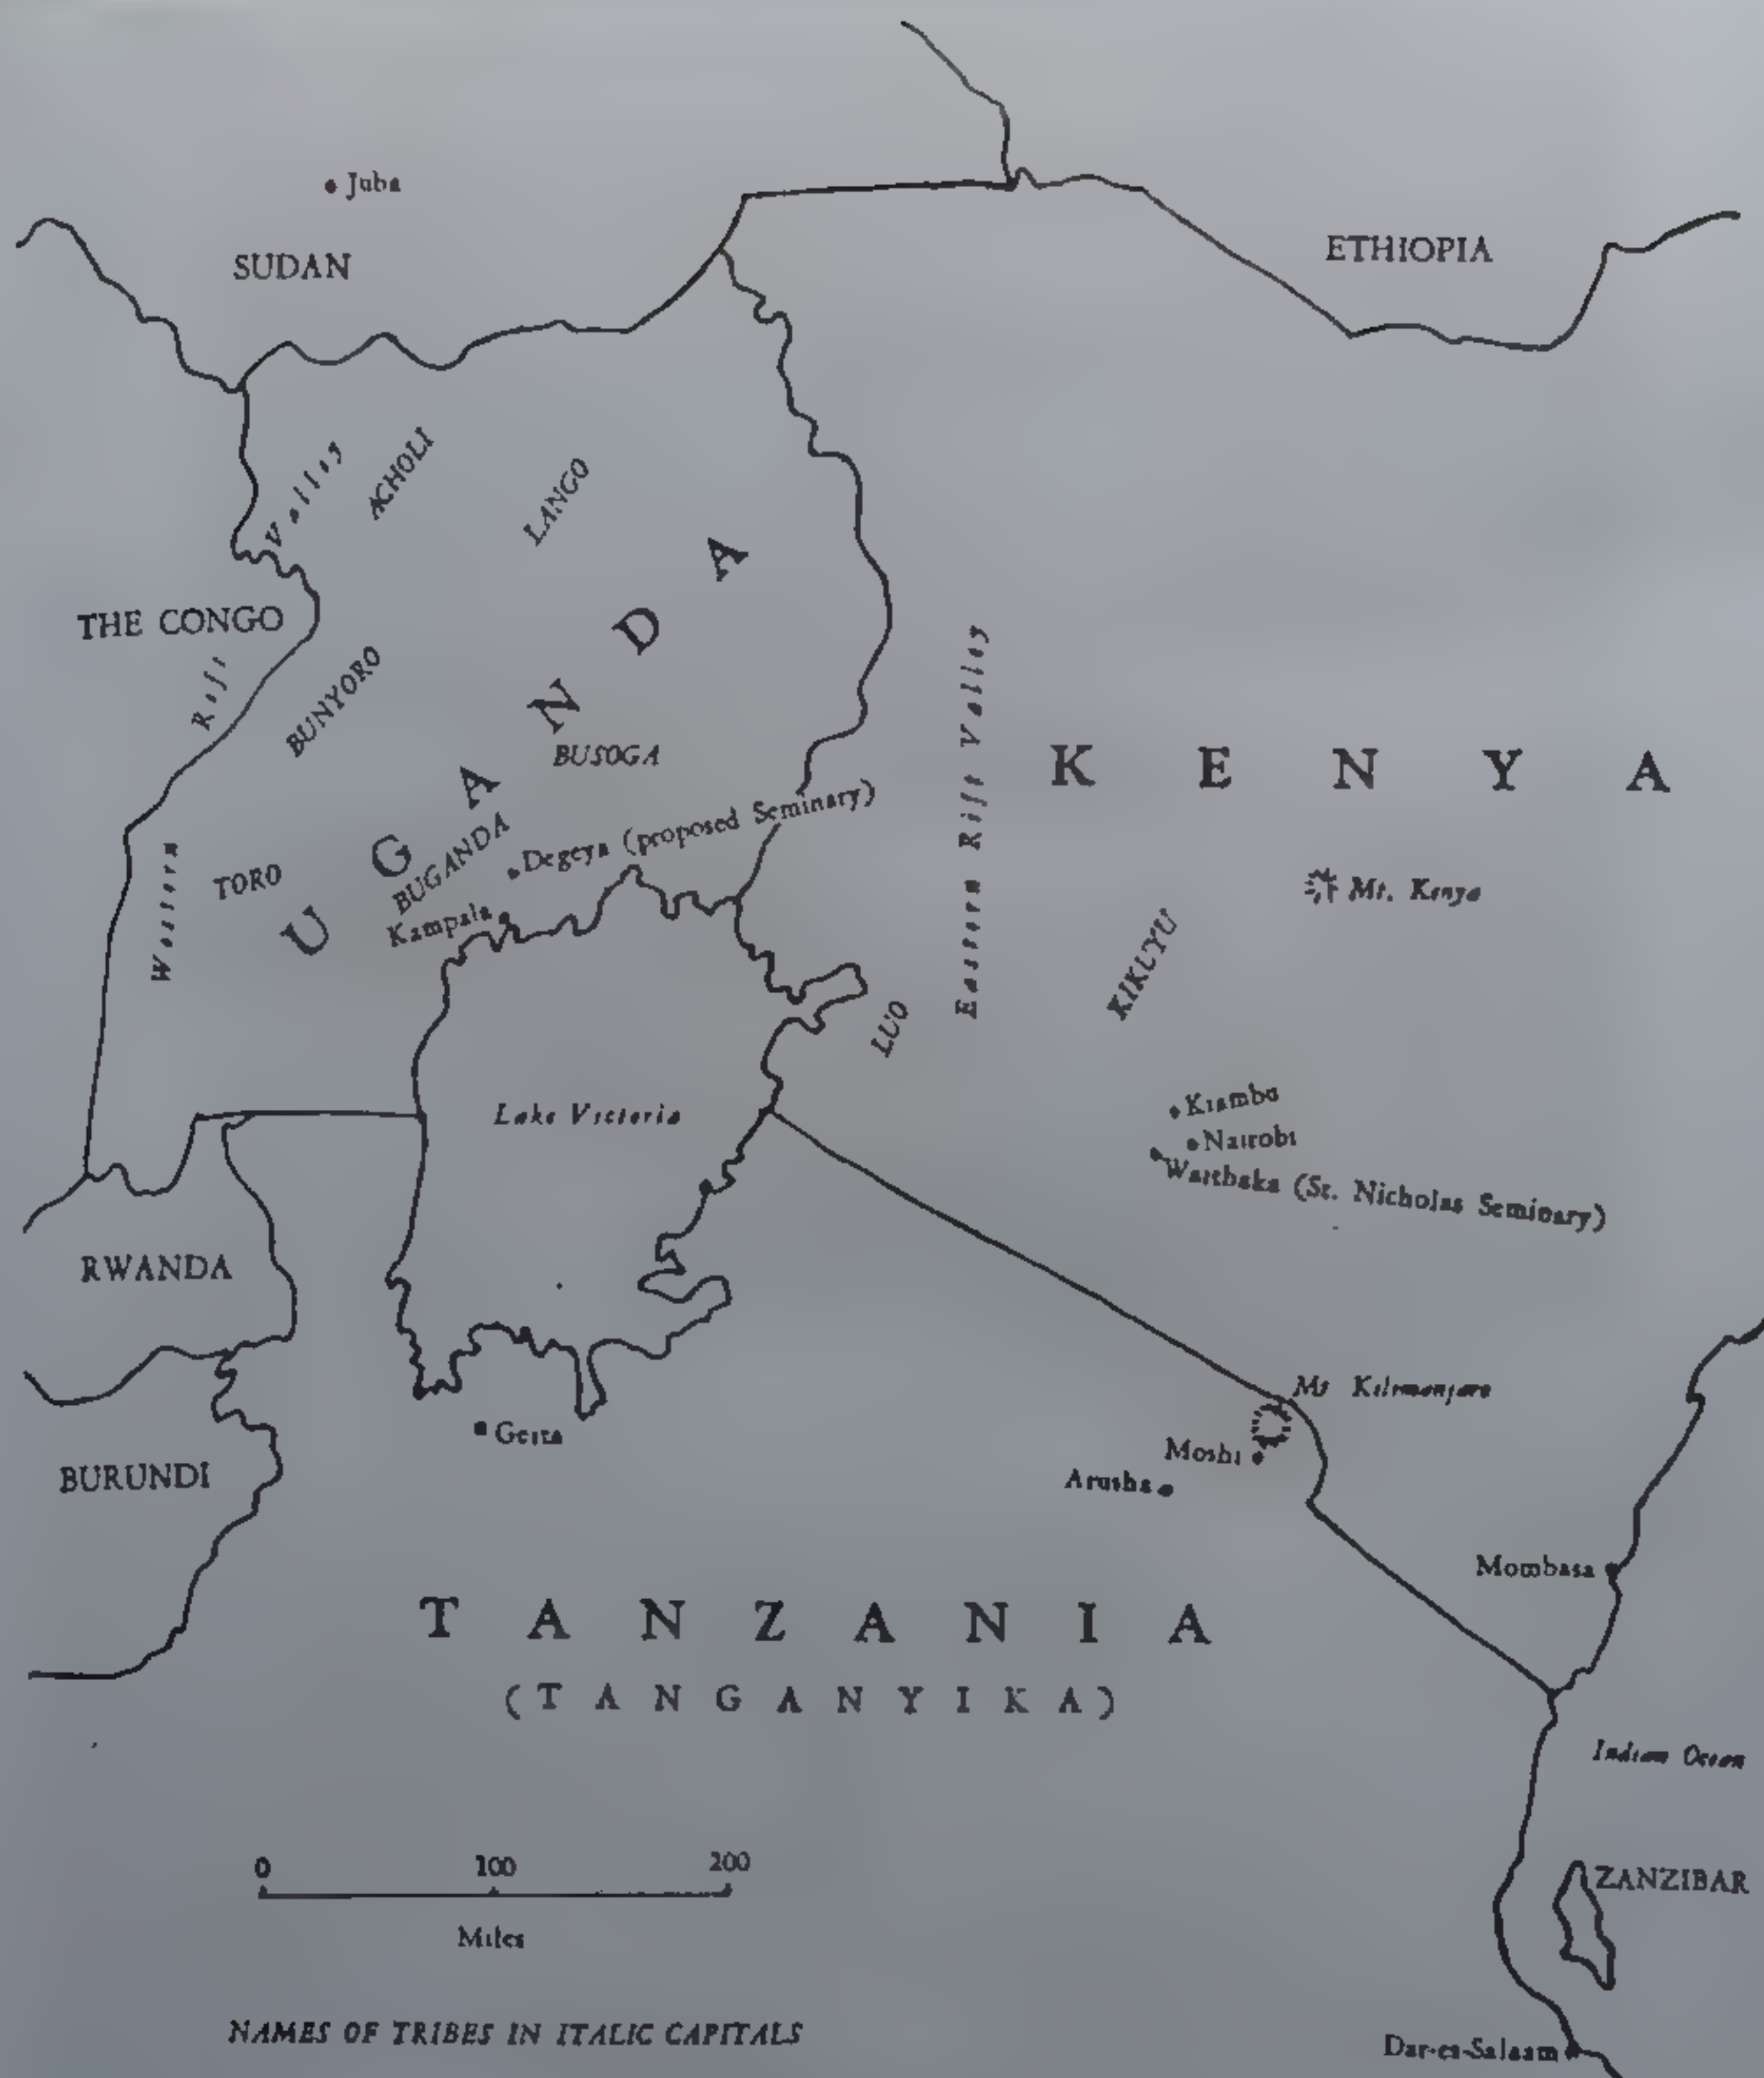 Juba
SUDAN
ETHIOPIA
Valley
ACHOLI
LANGO
THE CONGO
Rift
BUNYORO
UGANDA
BUSOGA
Eastern Rift Valley
KENYA
Degeya (proposed Seminary)
BUGANDA
Western
TORO
Kampala
Mt. Kenya
KIKUYU
LUO
Lake Victoria
Kiambu
Nairobi
Waithaka (St. Nicholas Seminary)
RWANDA
Mt Kilimanjaro
Geita
Moshi
Arusha
BURUNDI
Mombasa
TANZANIA
(TANGANYIKA)
Indian Ocean
0 100 200
Miles
ZANZIBAR
NAMES OF TRIBES IN ITALIC CAPITALS
Dar-es-Salaam